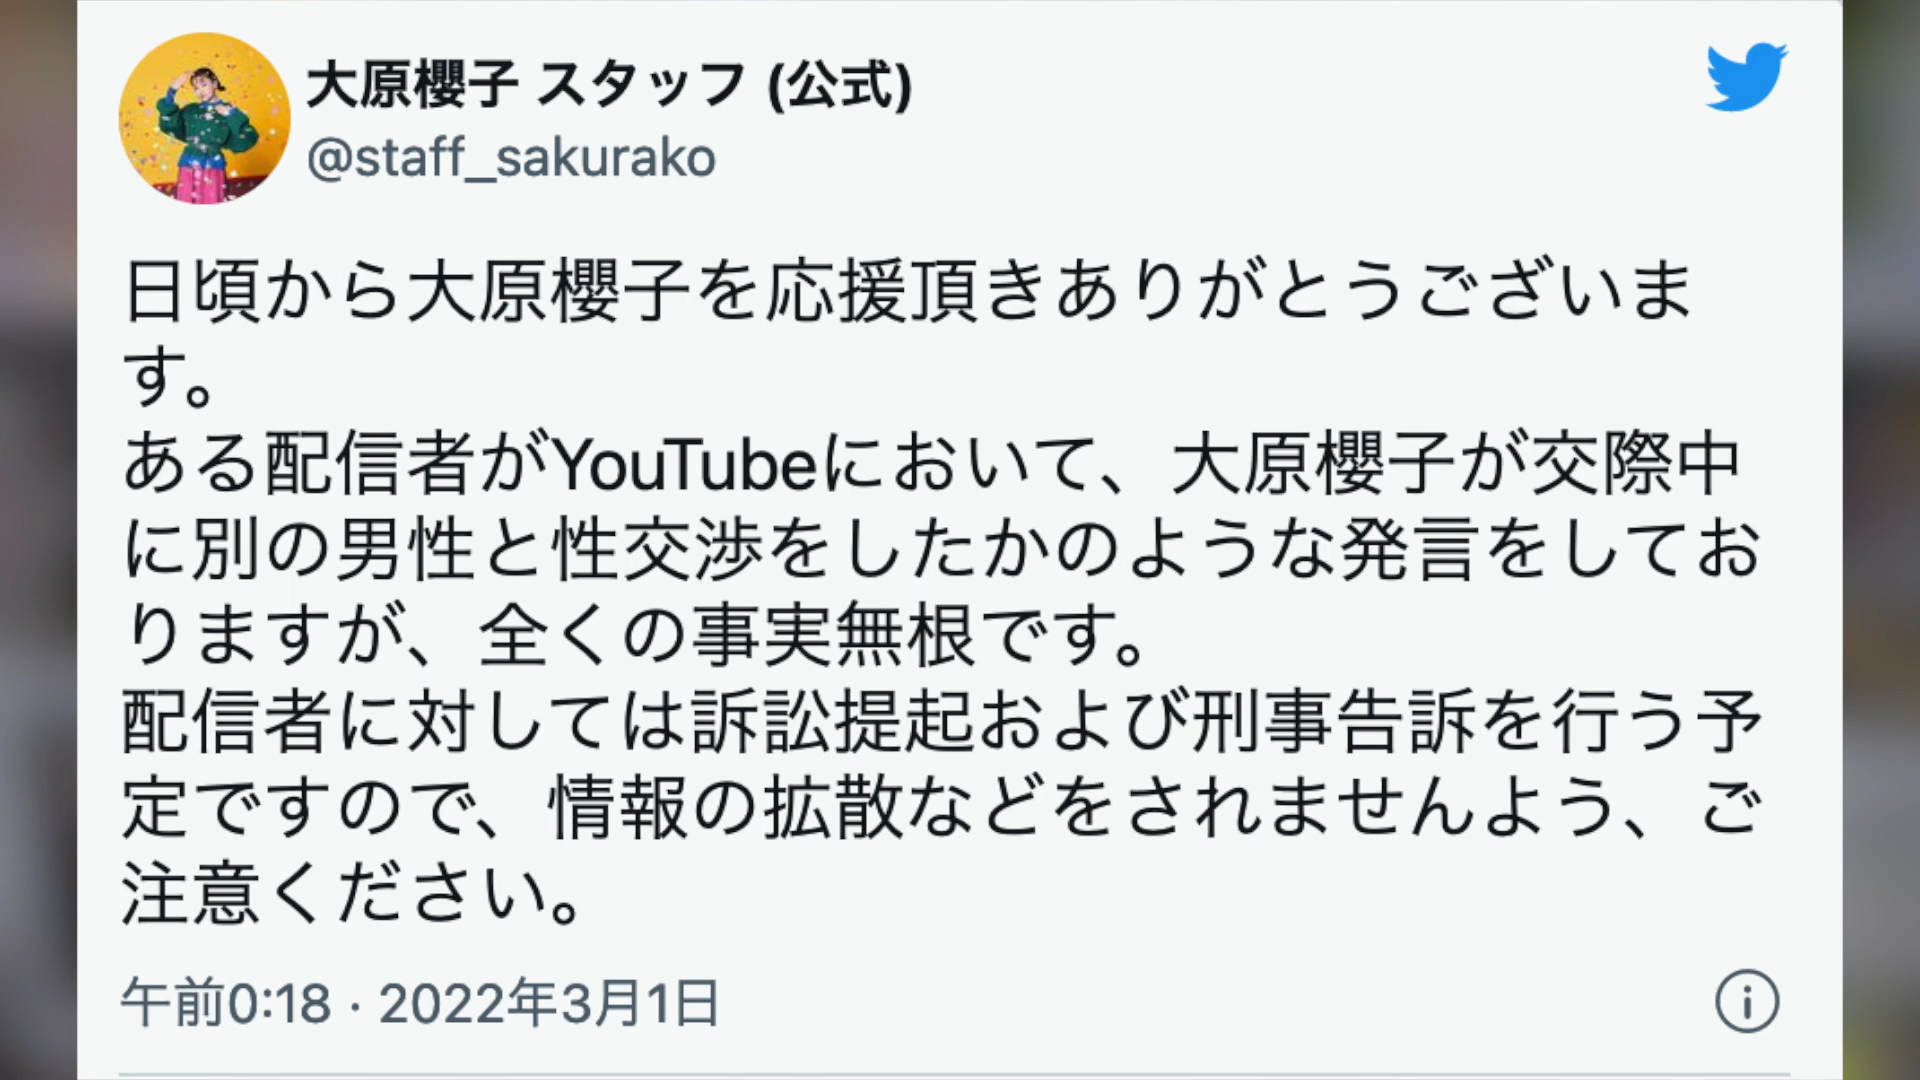 大原櫻子 スタッフ (公式)
@staff_sakurako
日頃から大原櫻子を応援頂きありがとうございま
す。
ある配信者がYouTubeにおいて、大原櫻子が交際中
に別の男性と性交渉をしたかのような発言をしてお
りますが、全くの事実無根です。
配信者に対しては訴訟提起および刑事告訴を行う予
定ですので、情報の拡散などをされませんよう、ご
注意ください。
午前0:18 · 2022年3月1日